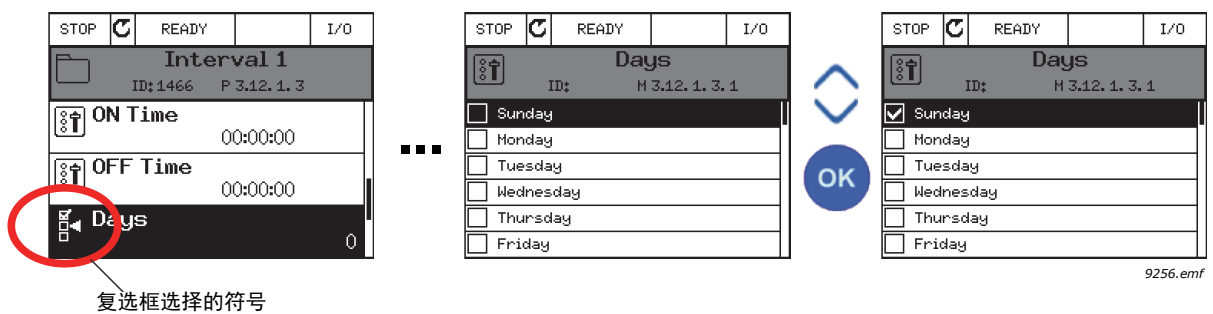 STOP READY I/O
Interval 1
ID:1466 P 3.12.1.3
ON Time
00:00:00
OFF Time
00:00:00
Days
0
复选框选择的符号
STOP READY I/O
Days
ID: M 3.12.1.3.1
Sunday
Monday
Tuesday
Wednesday
Thursday
Friday
OK
STOP READY I/O
Days
ID: M 3.12.1.3.1
Sunday
Monday
Tuesday
Wednesday
Thursday
Friday
9256.emf